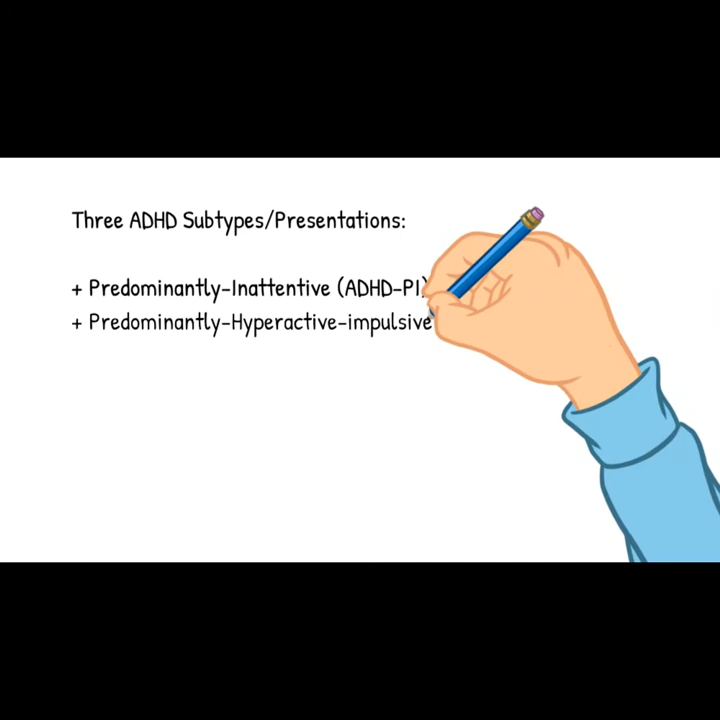 Three ADHD Subtypes/Presentations:
+ Predominantly-Inattentive (ADHD-PI)
+ Predominantly-Hyperactive-impulsive